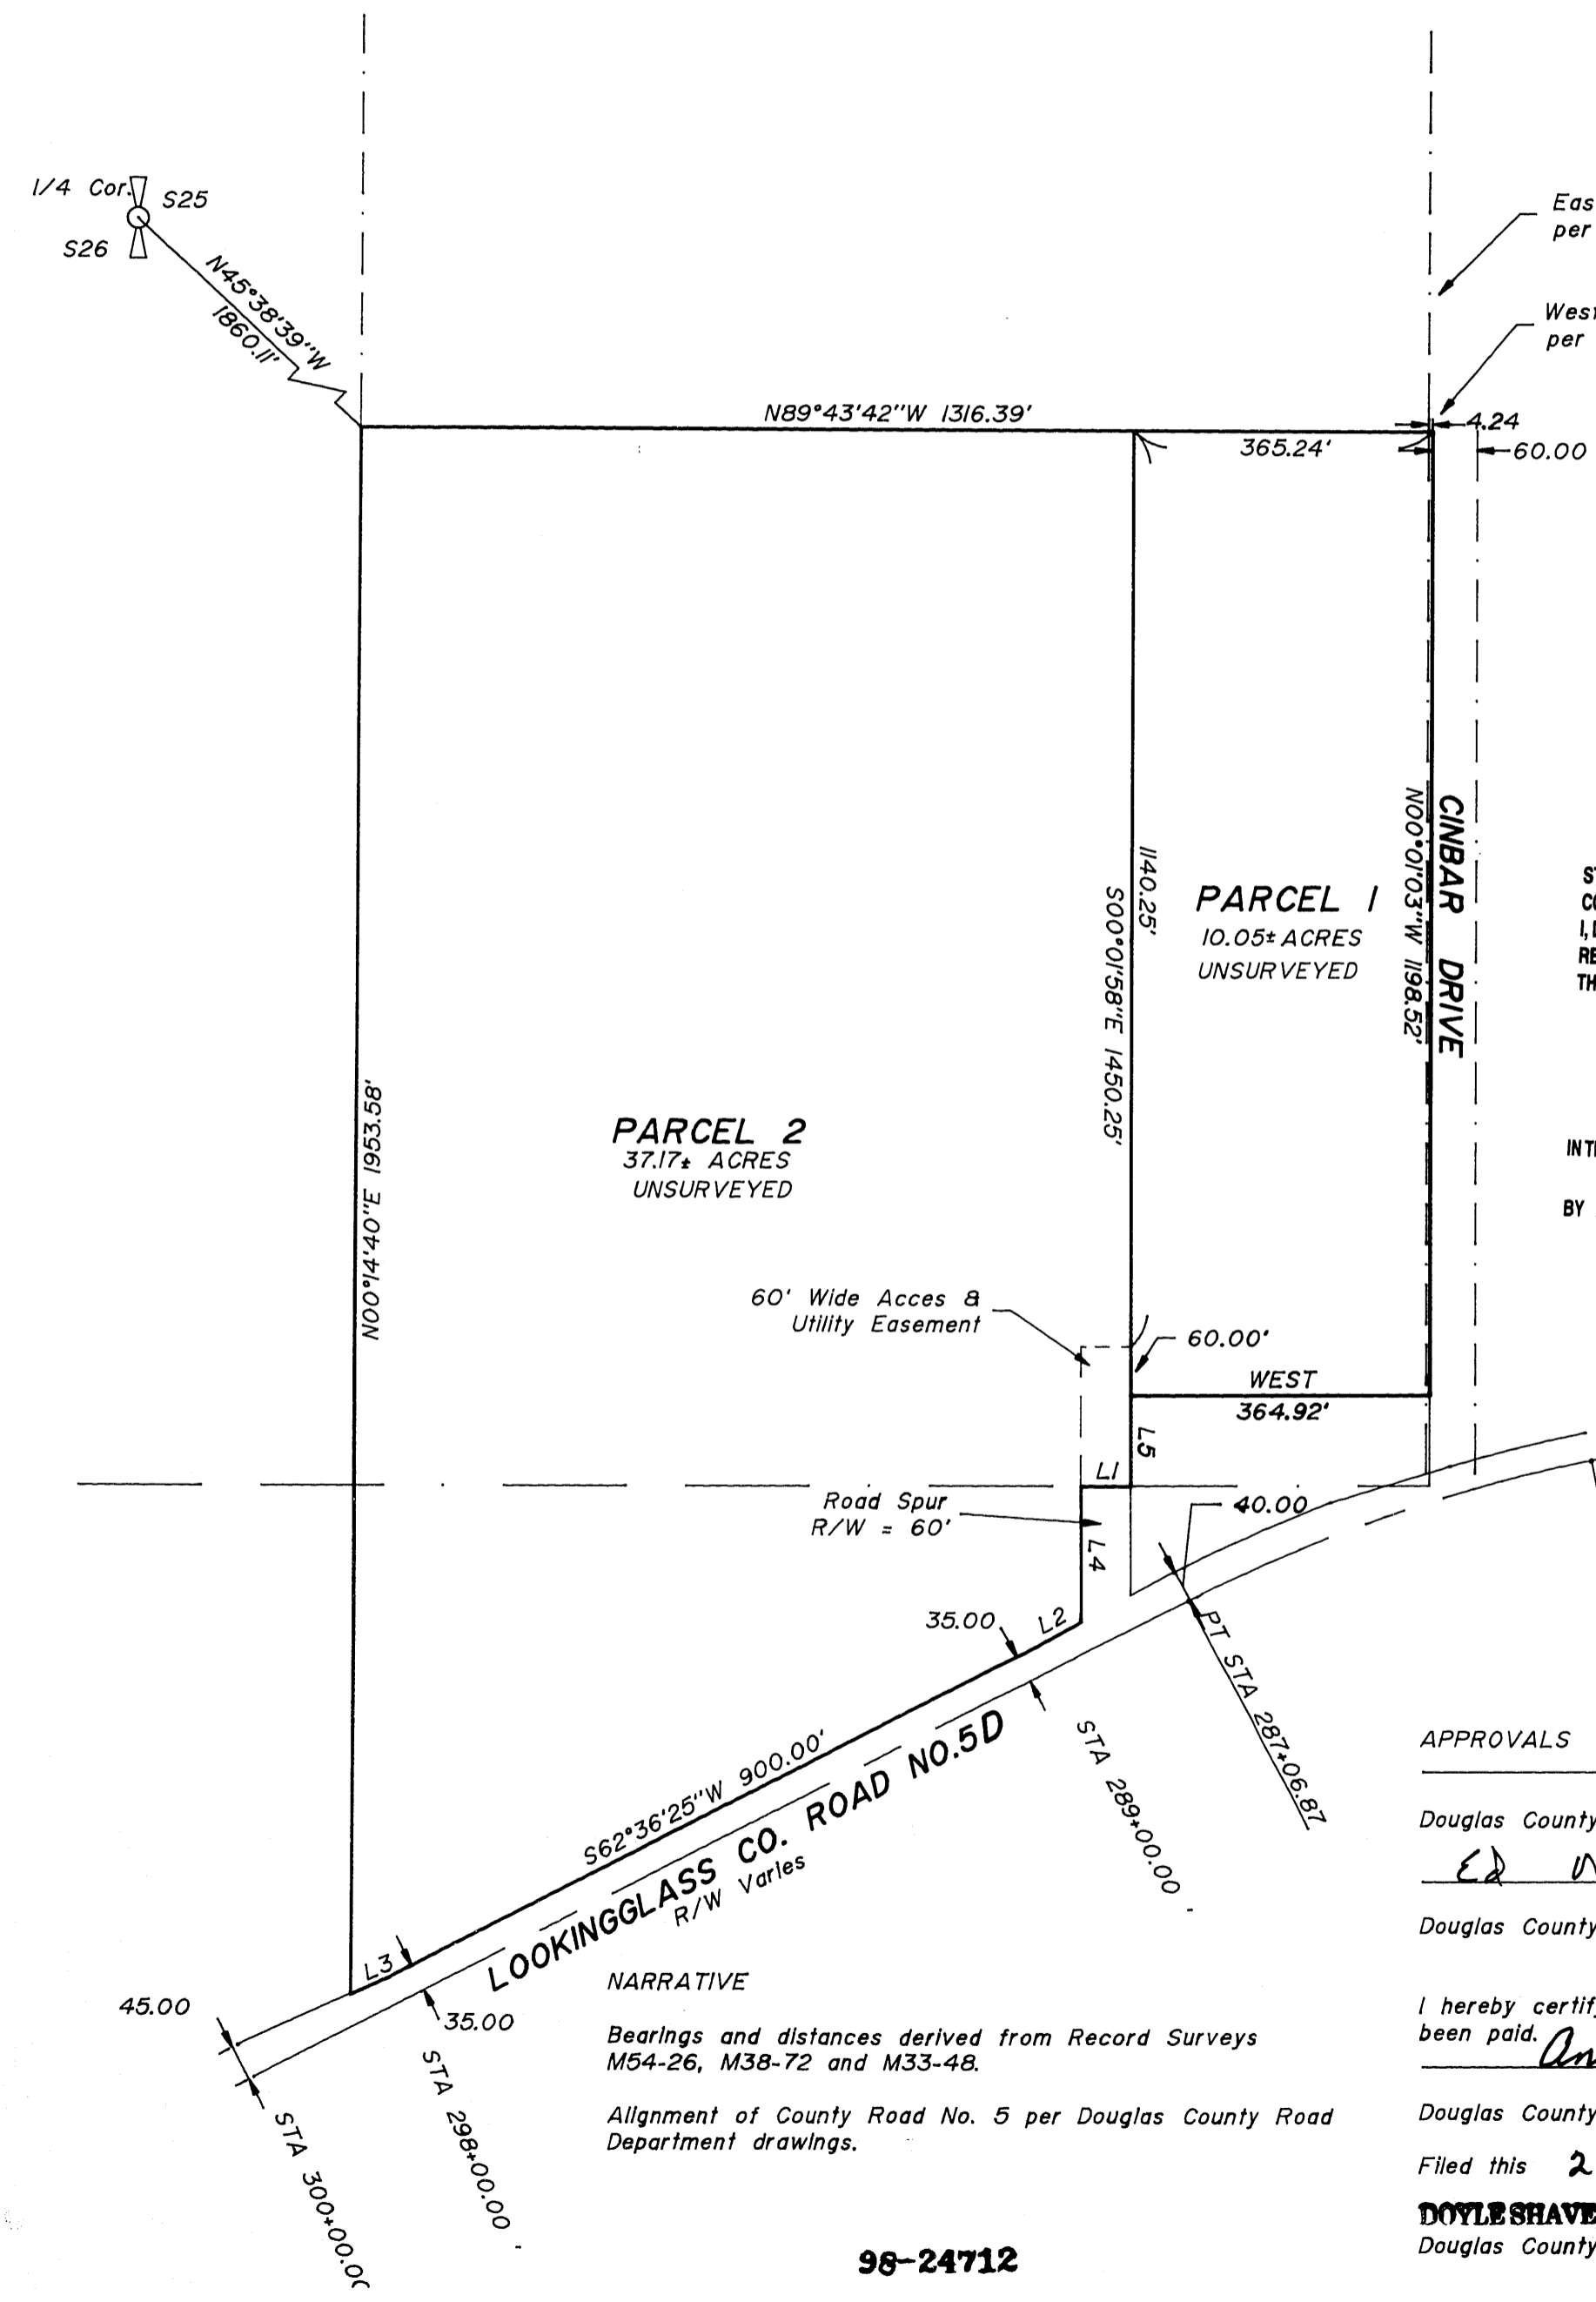 1/4 Cor.
S25
S26
N45°38'39"W
1860.11'
per
per
N89°43'42"W 1316.39'
365.24'
4.24
60.00
CINBAR DRIVE
N00°01'03"W 1198.52'
1140.25'
S00°01'58"E 1450.25'
PARCEL 1
10.05± ACRES
UNSURVEYED
PARCEL 2
37.17± ACRES
UNSURVEYED
N00°14'40"E 1953.58'
IN
BY
60' Wide Acces &
Utility Easement
60.00'
WEST
364.92'
L5
L1
Road Spur
R/W = 60'
L4
40.00
35.00
L2
PT STA 287+06.87
STA 289+00.00
S62°36'25"W 900.00'
LOOKINGGLASS CO. ROAD NO.5D
R/W Varies
L3
45.00
35.00
STA 298+00.00
STA 300+00.00
NARRATIVE
Bearings and distances derived from Record Surveys
M54-26, M38-72 and M33-48.
Alignment of County Road No. 5 per Douglas County Road
Department drawings.
98-24712
APPROVALS
Douglas County
Ed
Douglas County
I hereby
been paid.
Douglas County
Filed this 2
DOYLE
Douglas County